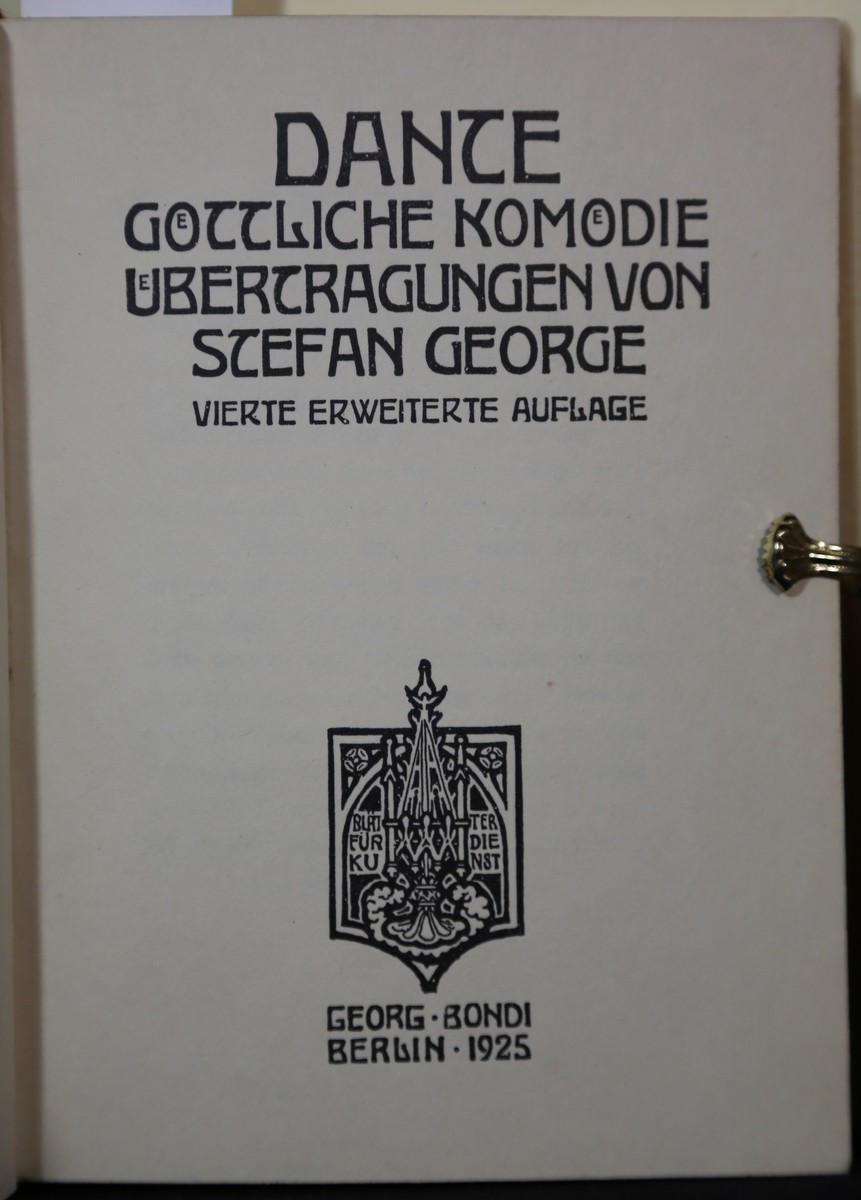 DANTE
GÖTTLICHE KOMÖDIE
ÜBERTRAGUNGEN VON
STEFAN GEORGE
VIERTE ERWEITERTE AUFLAGE
BLÄT TER
FÜR DIE
KU NST
GEORG · BONDI
BERLIN · 1925